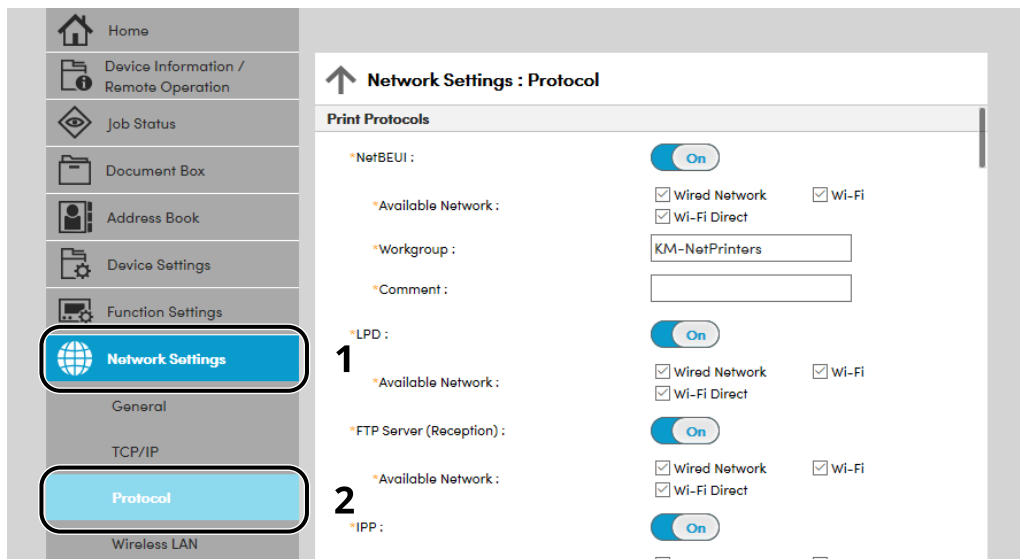 Home
Device Information /
Remote Operation
Job Status
Document Box
Address Book
Device Settings
Function Settings
Network Settings
1
General
TCP/IP
Protocol
2
Wireless LAN
Network Settings : Protocol
Print Protocols
*NetBEUI :
On
*Available Network :
Wired Network
Wi-Fi
Wi-Fi Direct
*Workgroup :
KM-NetPrinters
*Comment :
*LPD :
On
*Available Network :
Wired Network
Wi-Fi
Wi-Fi Direct
*FTP Server (Reception) :
On
*Available Network :
Wired Network
Wi-Fi
Wi-Fi Direct
*IPP :
On